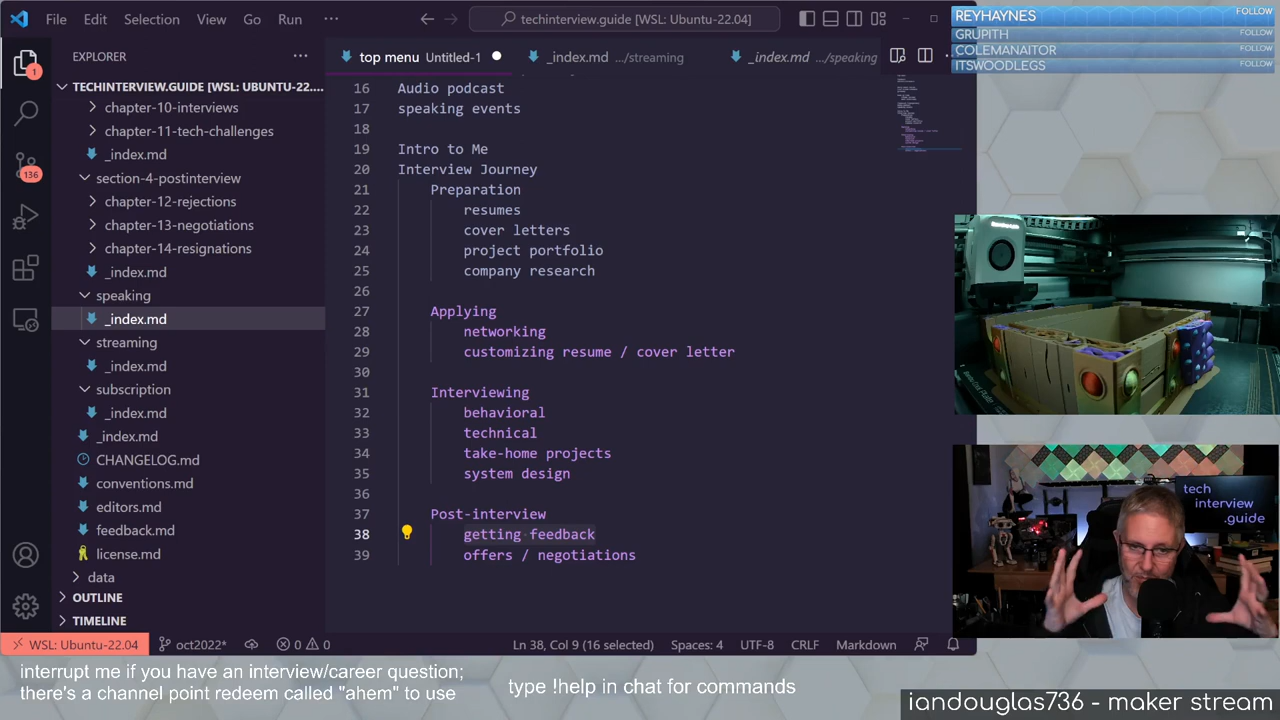 File Edit Selection View Go Run ...
techinterview.guide [WSL: Ubuntu-22.04]
EXPLORER
TECHINTERVIEW.GUIDE [WSL: UBUNTU-22....
chapter-10-interviews
chapter-11-tech-challenges
_index.md
section-4-postinterview
chapter-12-rejections
chapter-13-negotiations
chapter-14-resignations
_index.md
speaking
_index.md
streaming
_index.md
subscription
_index.md
_index.md
CHANGELOG.md
conventions.md
editors.md
feedback.md
license.md
data
OUTLINE
TIMELINE
1
136
top menu Untitled-1
_index.md .../streaming
_index.md .../speaking
16 Audio podcast
17 speaking events
18
19 Intro to Me
20 Interview Journey
21 Preparation
22 resumes
23 cover letters
24 project portfolio
25 company research
26
27 Applying
28 networking
29 customizing resume / cover letter
30
31 Interviewing
32 behavioral
33 technical
34 take-home projects
35 system design
36
37 Post-interview
38 getting feedback
39 offers / negotiations
WSL: Ubuntu-22.04 oct2022* 0 0 Ln 38, Col 9 (16 selected) Spaces: 4 UTF-8 CRLF Markdown
REYHAYNES FOLLOW
GRUPITH FOLLOW
COLEMANAITOR FOLLOW
ITSWOODLEGS FOLLOW
tech
interview
.guide
interrupt me if you have an interview/career question;
there's a channel point redeem called "ahem" to use
type !help in chat for commands
iandouglas736 - maker stream